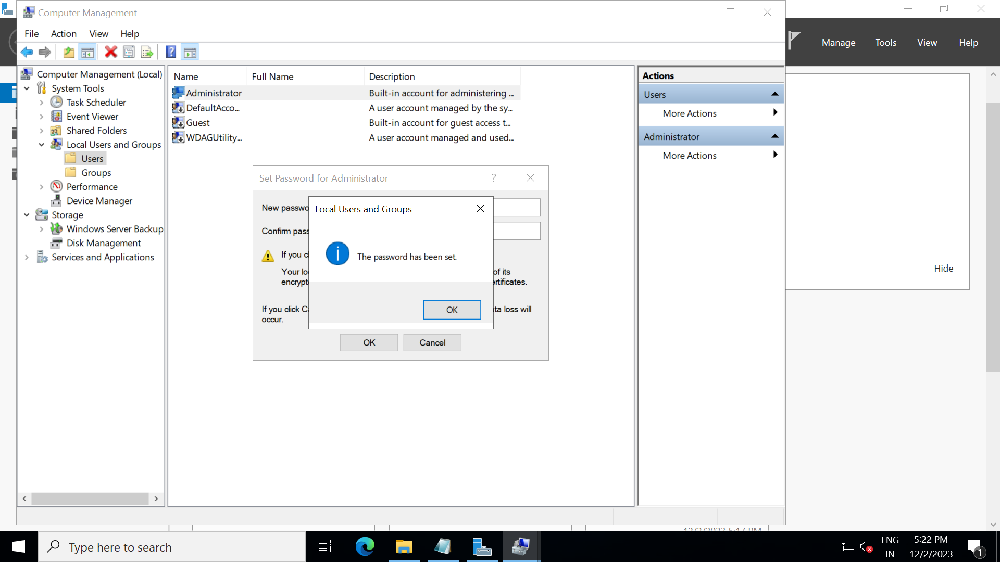 Computer Management
File Action View Help
Manage Tools View Help
Computer Management (Local)
System Tools
Task Scheduler
Event Viewer
Shared Folders
Local Users and Groups
Users
Groups
Performance
Device Manager
Storage
Windows Server Backup
Disk Management
Services and Applications
Name Full Name Description
Administrator Built-in account for administering ...
DefaultAcco... A user account managed by the sy...
Guest Built-in account for guest access t...
WDAGUtility... A user account managed and used...
Actions
Users
More Actions
Administrator
More Actions
Set Password for Administrator ?
New passwo
Confirm pass
If you c
Your lo of its
encrypt rtificates.
If you click C ta loss will
occur.
OK Cancel
Local Users and Groups
i The password has been set.
OK
Hide
12/2/2023 5:17 PM
Type here to search
ENG
IN
5:22 PM
12/2/2023
1